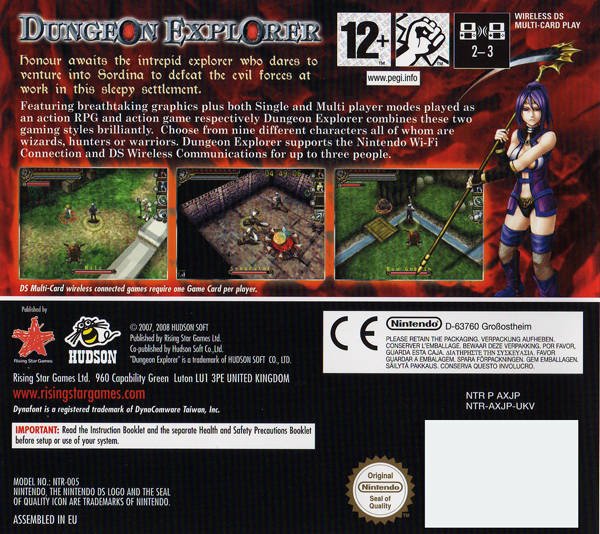 DUNGEON EXPLORER
Honour awaits the intrepid explorer who dares to
venture into Sordina to defeat the evil forces at
work in this sleepy settlement.
12+
www.pegi.info
2–3
WIRELESS DS
MULTI-CARD PLAY
Featuring breathtaking graphics plus both Single and Multi player modes played as
an action RPG and action game respectively Dungeon Explorer combines these two
gaming styles brilliantly. Choose from nine different characters all of whom are
wizards, hunters or warriors. Dungeon Explorer supports the Nintendo Wi-Fi
Connection and DS Wireless Communications for up to three people.
DS Multi-Card wireless connected games require one Game Card per player.
Published by
Rising Star Games
HUDSON
© 2007, 2008 HUDSON SOFT
Published by Rising Star Games Ltd.
Co-published by Hudson Soft Co., Ltd.
"Dungeon Explorer" is a trademark of HUDSON SOFT CO., LTD.
Rising Star Games Ltd. 960 Capability Green Luton LU1 3PE UNITED KINGDOM
www.risingstargames.com
Dynafont is a registered trademark of DynaComware Taiwan, Inc.
IMPORTANT: Read the Instruction Booklet and the separate Health and Safety Precautions Booklet
before setup or use of your system.
MODEL NO.: NTR-005
NINTENDO, THE NINTENDO DS LOGO AND THE SEAL
OF QUALITY ICON ARE TRADEMARKS OF NINTENDO.
ASSEMBLED IN EU
CE
Nintendo D-63760 Großostheim
PLEASE RETAIN THE PACKAGING. VERPACKUNG AUFHEBEN.
CONSERVER L'EMBALLAGE. BEWAAR DEZE VERPAKKING. POR FAVOR,
GUARDA ESTA CAJA. ΔΙΑΤΗΡΗΣΤΕ ΤΗΝ ΣΥΣΚΕΥΑΣΙΑ. FAVOR
GUARDAR A EMBALAGEM. SPARA FÖRPACKNINGEN. GEM EMBALLAGEN.
SÄILYTÄ PAKKAUS. CONSERVA QUESTO INVOLUCRO.
NTR P AXJP
NTR-AXJP-UKV
Original
Nintendo
Seal of
Quality